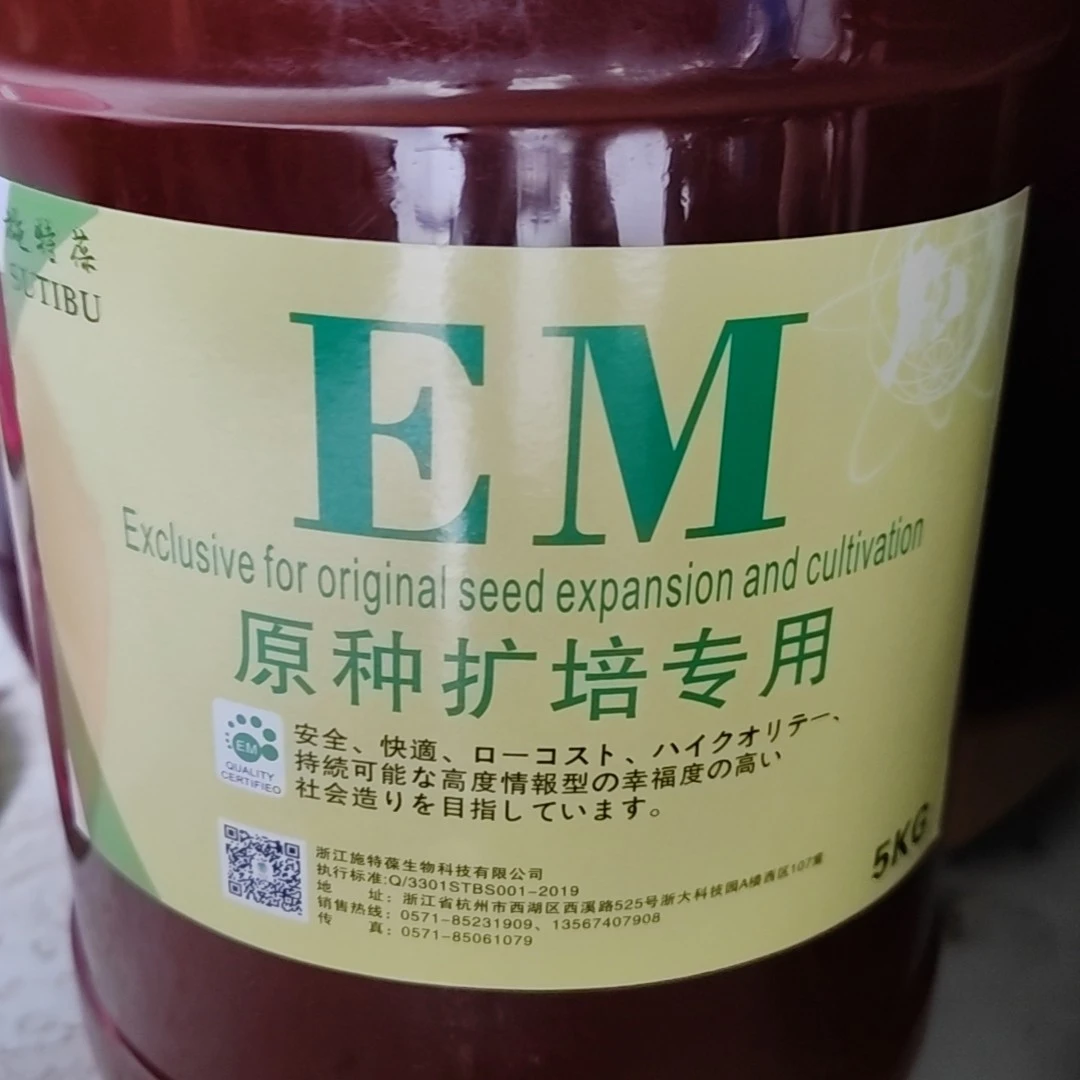 施特葆
SUTIBU
EM
Exclusive for original seed expansion and cultivation
原种扩培专用
EM
QUALITY
CERTIFIED
安全、快適、ローコスト、ハイクオリテー、
持続可能な高度情報型の幸福度の高い
社会造りを目指しています。
5KG
浙江施特葆生物科技有限公司
执行标准:Q/3301STBS001-2019
地 址：浙江省杭州市西湖区西溪路525号浙大科技园A楼西区107室
销售热线：0571-85231909、13567407908
传 真：0571-85061079